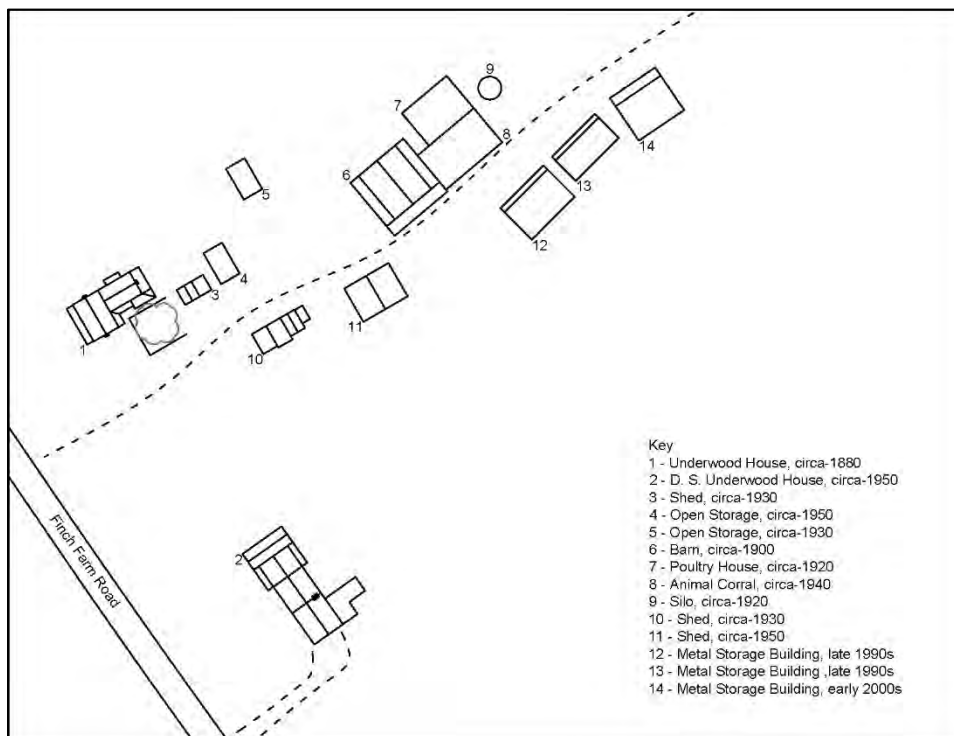 9
7
14
8
6
13
5
12
4
3
11
1
10
Key
1 - Underwood House, circa-1880
2 - D. S. Underwood House, circa-1950
3 - Shed, circa-1930
4 - Open Storage, circa-1950
5 - Open Storage, circa-1930
6 - Barn, circa-1900
7 - Poultry House, circa-1920
8 - Animal Corral, circa-1940
9 - Silo, circa-1920
10 - Shed, circa-1930
11 - Shed, circa-1950
12 - Metal Storage Building, late 1990s
13 - Metal Storage Building ,late 1990s
14 - Metal Storage Building, early 2000s
Finch Farm Road
2